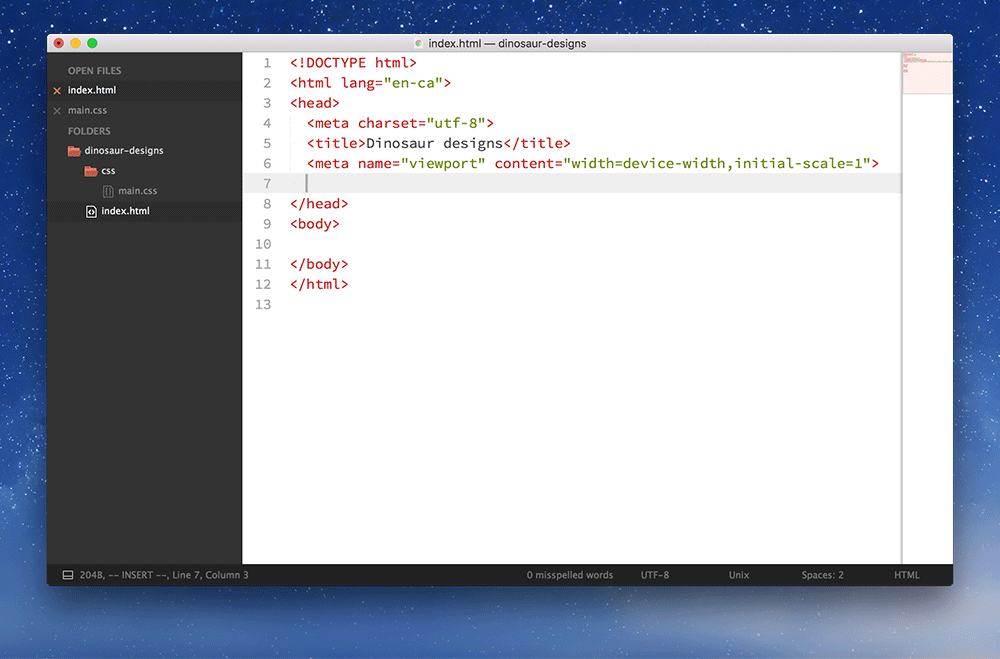 index.html — dinosaur-designs
OPEN FILES
index.html
main.css
FOLDERS
dinosaur-designs
css
main.css
index.html
1 <!DOCTYPE html>
2 <html lang="en-ca">
3 <head>
4 <meta charset="utf-8">
5 <title>Dinosaur designs</title>
6 <meta name="viewport" content="width=device-width,initial-scale=1">
7
8 </head>
9 <body>
10
11 </body>
12 </html>
13
204B, -- INSERT --, Line 7, Column 3 0 misspelled words UTF-8 Unix Spaces: 2 HTML